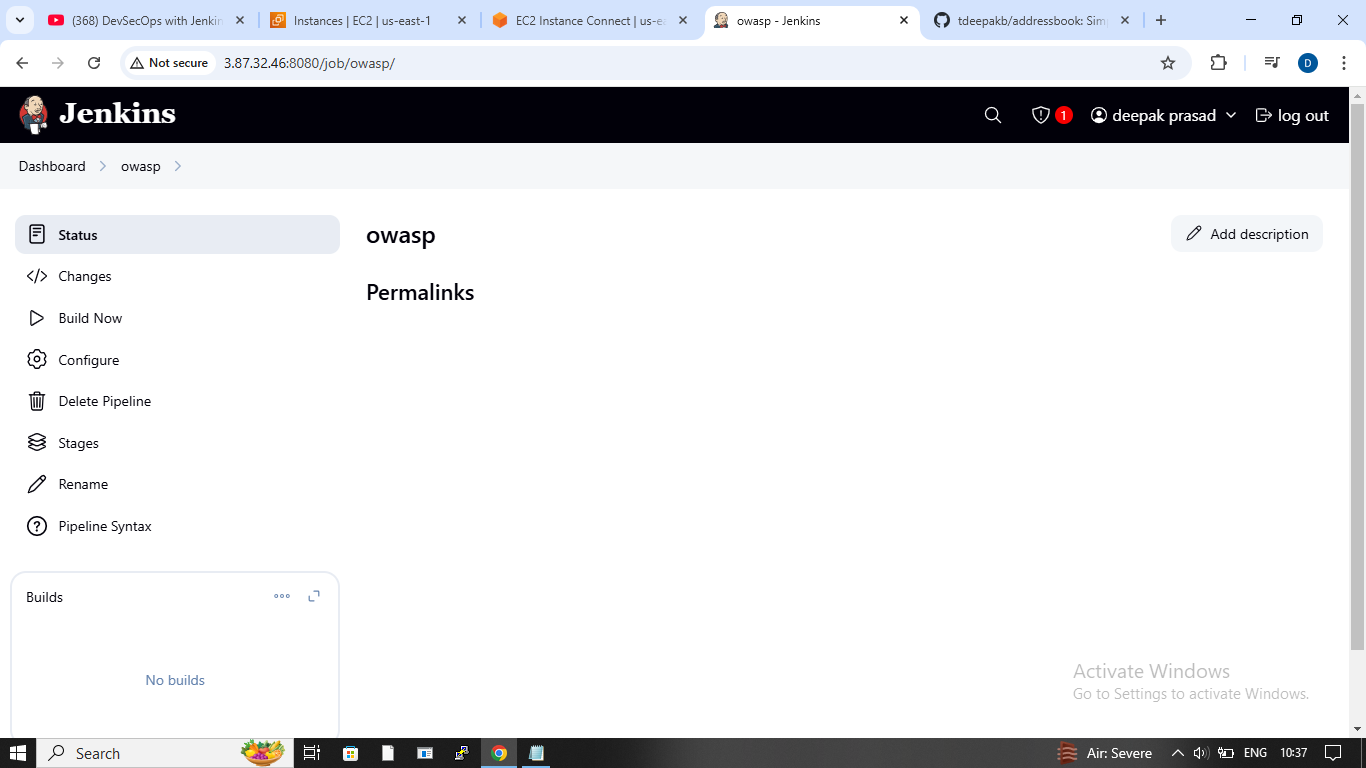 (368) DevSecOps with Jenkin
Instances | EC2 | us-east-1
EC2 Instance Connect | us-ea
owasp - Jenkins
tdeepakb/addressbook: Simp
Not secure
3.87.32.46:8080/job/owasp/
D
Jenkins
1
deepak prasad
log out
Dashboard
owasp
Status
owasp
Add description
Changes
Permalinks
Build Now
Configure
Delete Pipeline
Stages
Rename
Pipeline Syntax
Builds
No builds
Activate Windows
Go to Settings to activate Windows.
Search
Air: Severe
ENG
10:37